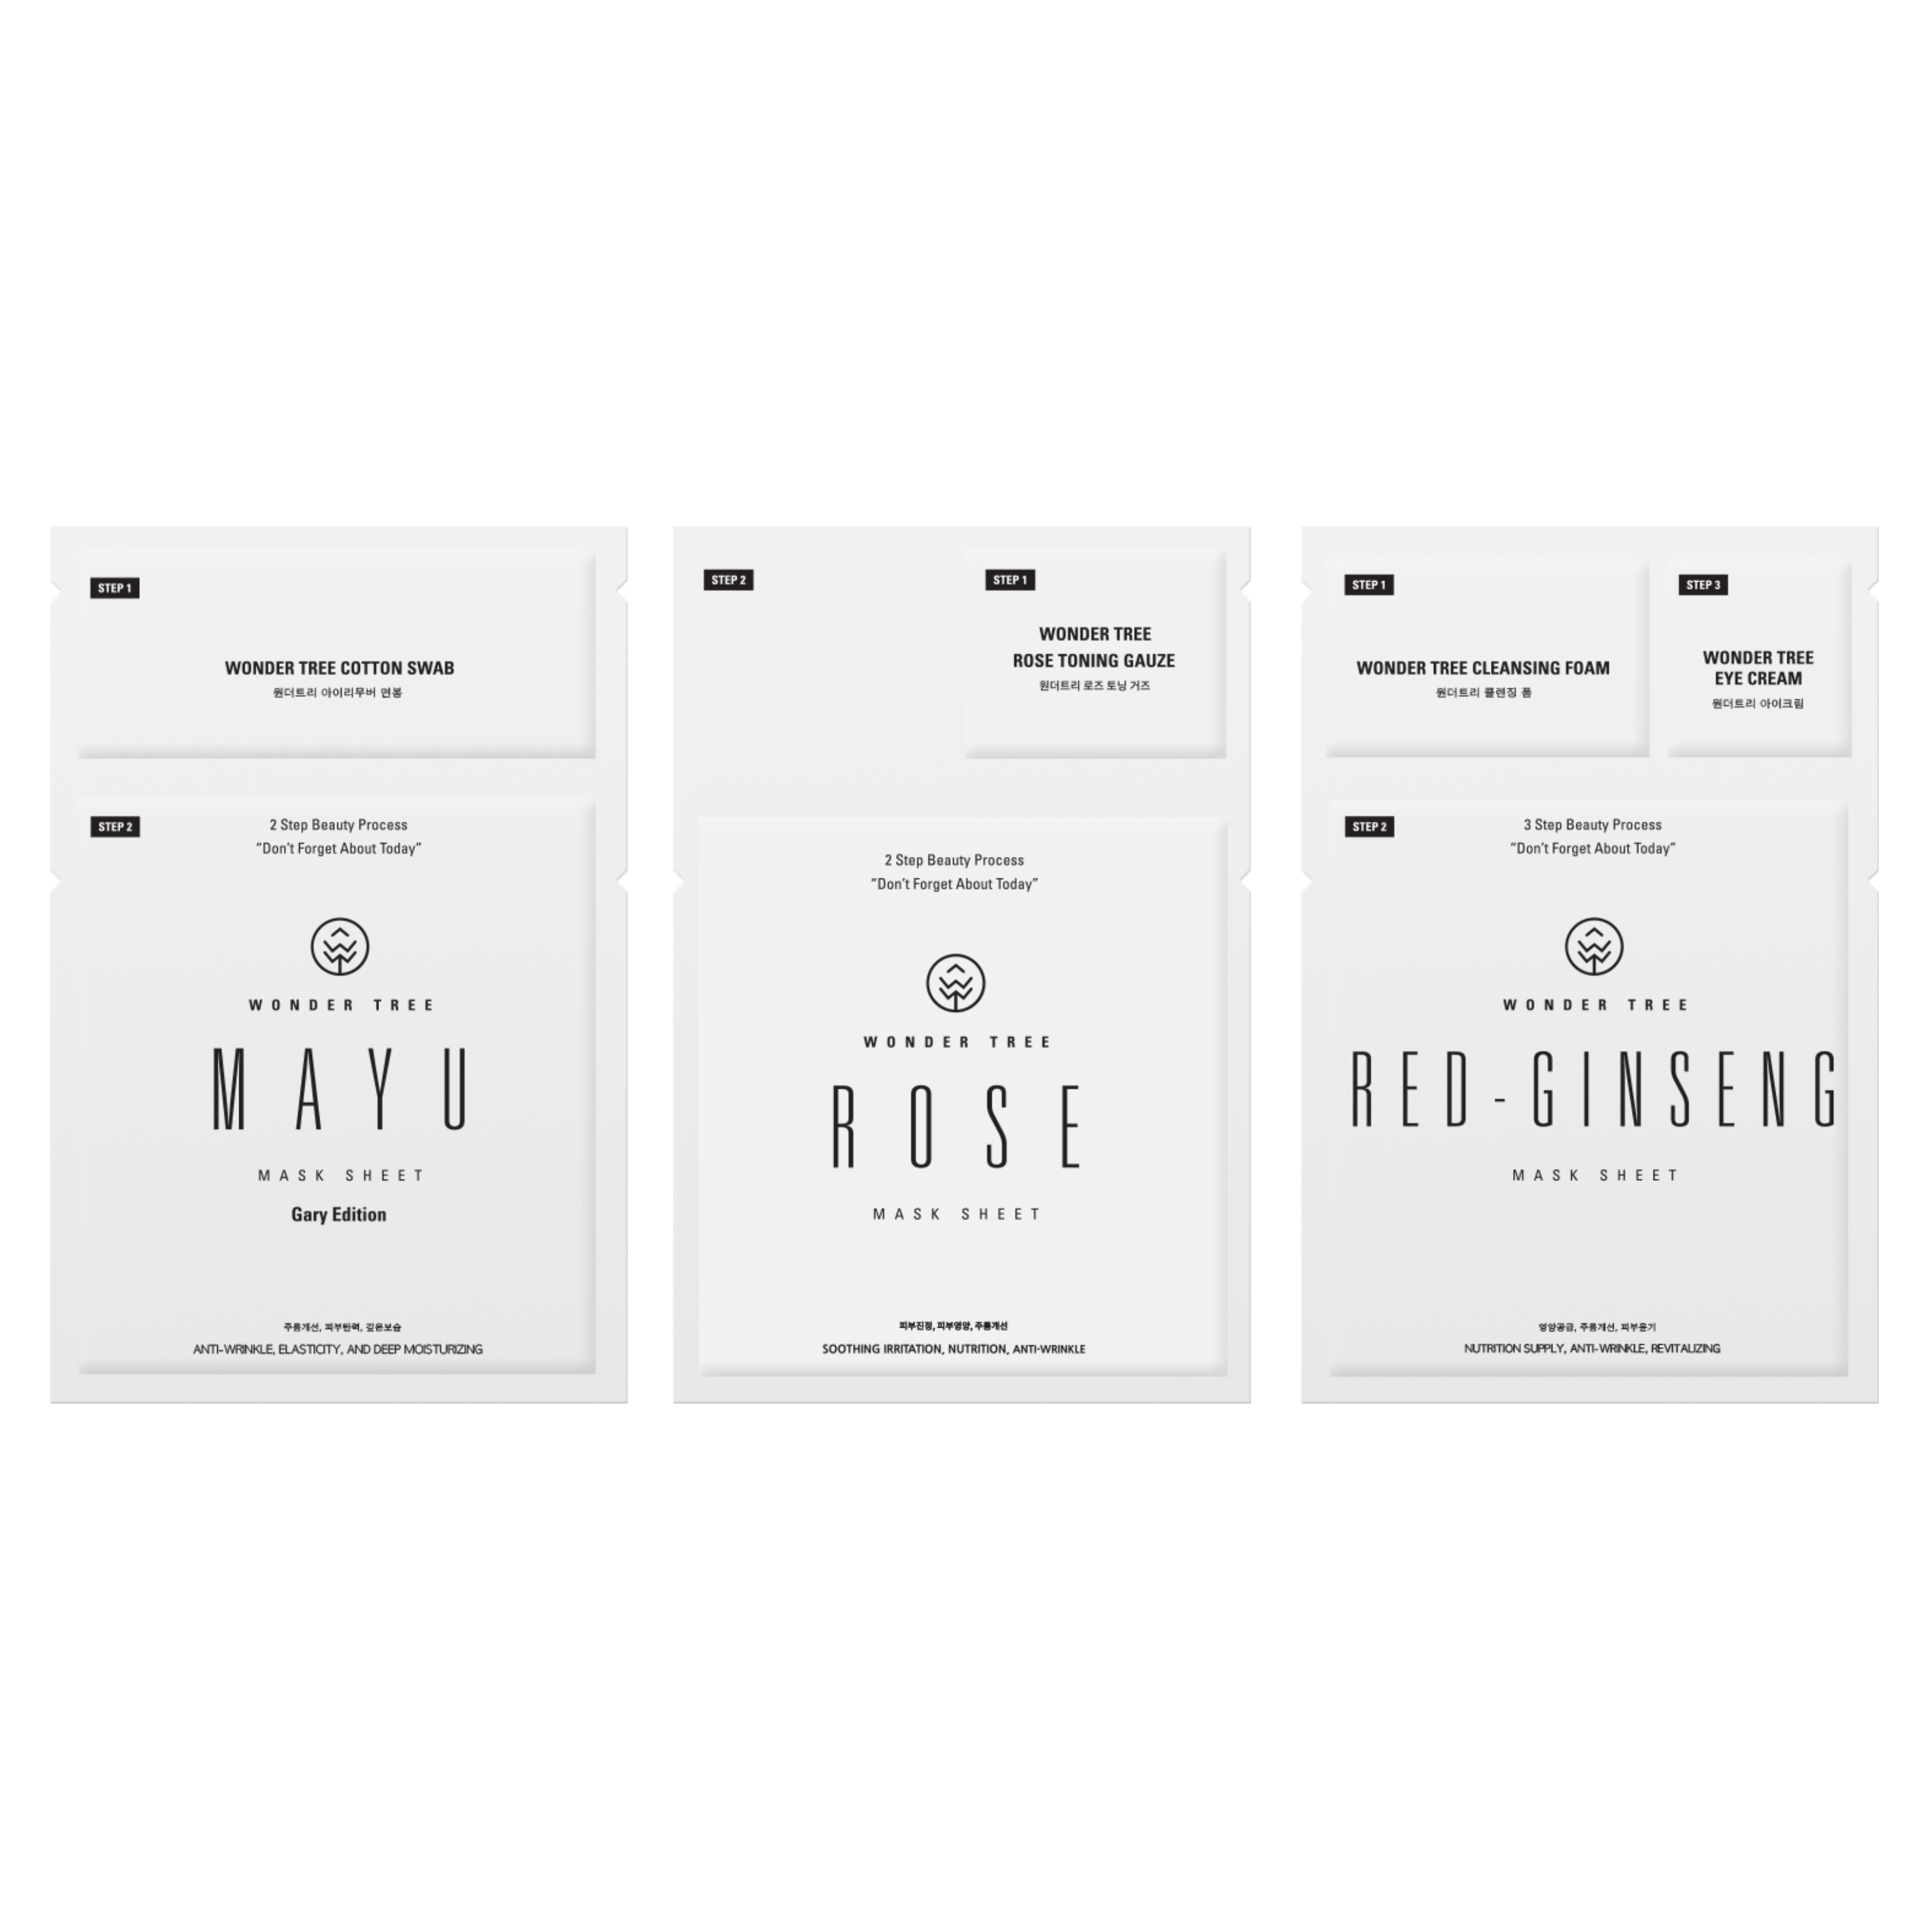 STEP 1
WONDER TREE COTTON SWAB
원더트리 아이리무버 면봉
STEP 2
2 Step Beauty Process
“Don’t Forget About Today”
WONDER TREE
MAYU
MASK SHEET
Gary Edition
주름개선, 피부탄력, 깊은보습
ANTI-WRINKLE, ELASTICITY, AND DEEP MOISTURIZING
STEP 2
STEP 1
WONDER TREE
ROSE TONING GAUZE
원더트리 로즈 토닝 거즈
2 Step Beauty Process
“Don’t Forget About Today”
WONDER TREE
ROSE
MASK SHEET
피부진정, 피부영양, 주름개선
SOOTHING IRRITATION, NUTRITION, ANTI-WRINKLE
STEP 1
WONDER TREE CLEANSING FOAM
원더트리 클렌징 폼
STEP 3
WONDER TREE
EYE CREAM
원더트리 아이크림
STEP 2
3 Step Beauty Process
“Don’t Forget About Today”
WONDER TREE
RED-GINSENG
MASK SHEET
영양공급, 주름개선, 피부윤기
NUTRITION SUPPLY, ANTI-WRINKLE, REVITALIZING